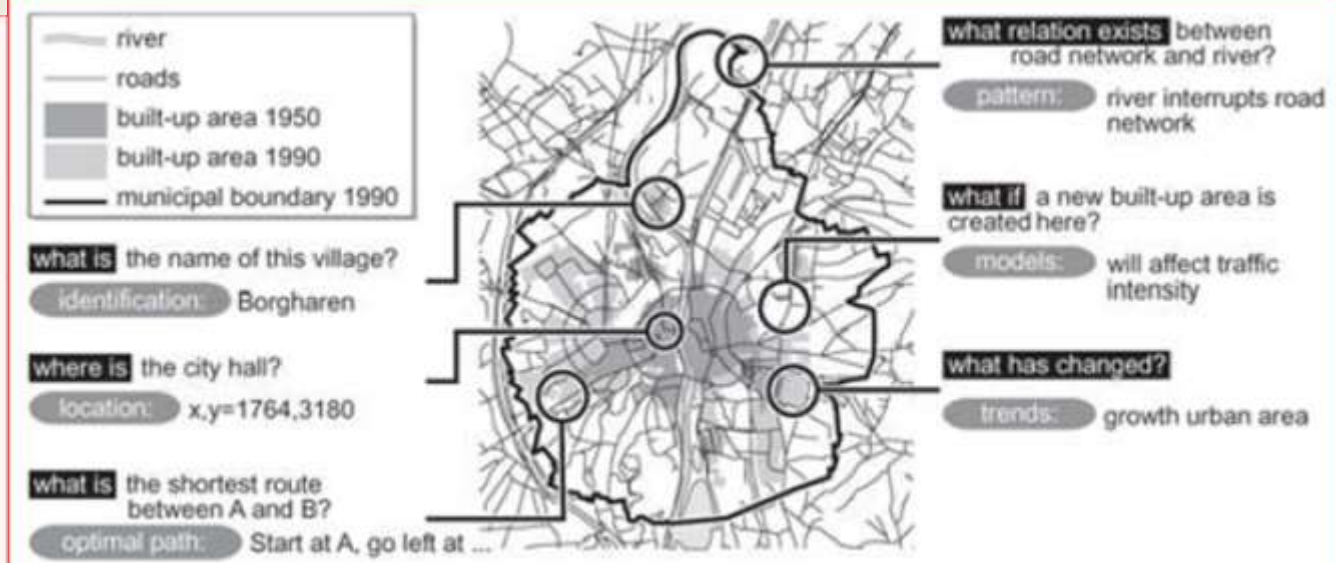 river
roads
built-up area 1950
built-up area 1990
municipal boundary 1990
what is the name of this village?
identification: Borgharen
where is the city hall?
location: x,y=1764,3180
what is the shortest route
between A and B?
optimal path: Start at A, go left at ...
what relation exists between
road network and river?
pattern: river interrupts road
network
what if a new built-up area is
created here?
models: will affect traffic
intensity
what has changed?
trends: growth urban area